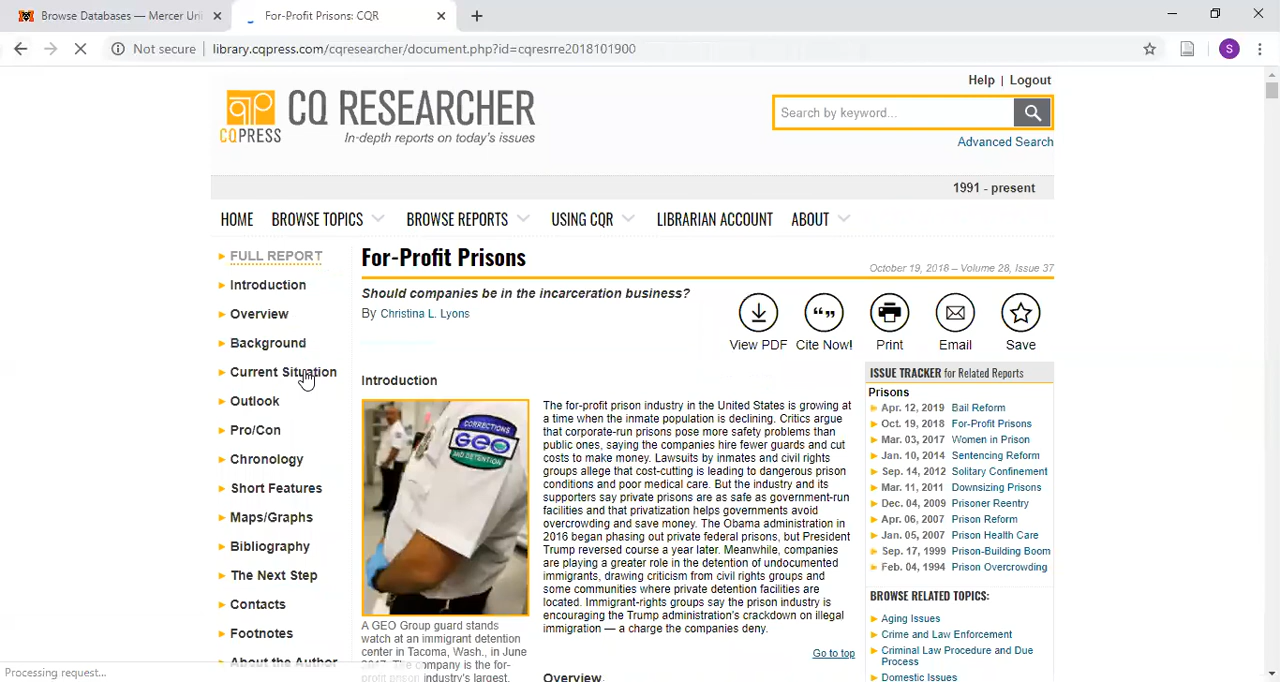 Browse Databases — Mercer Uni
For-Profit Prisons: CQR
Not secure
library.cqpress.com/cqresearcher/document.php?id=cqresrre2018101900
S
Help | Logout
CQPRESS
CQ RESEARCHER
In-depth reports on today's issues
Search by keyword...
Advanced Search
1991 - present
HOME
BROWSE TOPICS
BROWSE REPORTS
USING CQR
LIBRARIAN ACCOUNT
ABOUT
FULL REPORT
Introduction
Overview
Background
Current Situation
Outlook
Pro/Con
Chronology
Short Features
Maps/Graphs
Bibliography
The Next Step
Contacts
Footnotes
About the Author
For-Profit Prisons
October 19, 2018 – Volume 28, Issue 37
Should companies be in the incarceration business?
By Christina L. Lyons
View PDF
Cite Now!
Print
Email
Save
Introduction
CORRECTIONS
GEO
AND DETENTION
A GEO Group guard stands
watch at an immigration detention
center in Tacoma, Wash., in June
2017. The company is the for-
profit prison industry's largest.
The for-profit prison industry in the United States is growing at
a time when the inmate population is declining. Critics argue
that corporate-run prisons pose more safety problems than
public ones, saying the companies hire fewer guards and cut
costs to make money. Lawsuits by inmates and civil rights
groups allege that cost-cutting is leading to dangerous prison
conditions and poor medical care. But the industry and its
supporters say private prisons are as safe as government-run
facilities and that privatization helps governments avoid
overcrowding and save money. The Obama administration in
2016 began phasing out private federal prisons, but President
Trump reversed course a year later. Meanwhile, companies
are playing a greater role in the detention of undocumented
immigrants, drawing criticism from civil rights groups and
some communities where private detention facilities are
located. Immigrant-rights groups say the prison industry is
encouraging the Trump administration's crackdown on illegal
immigration — a charge the companies deny.
Go to top
Overview
ISSUE TRACKER for Related Reports
Prisons
Apr. 12, 2019 Bail Reform
Oct. 19, 2018 For-Profit Prisons
Mar. 03, 2017 Women in Prison
Jan. 10, 2014 Sentencing Reform
Sep. 14, 2012 Solitary Confinement
Mar. 11, 2011 Downsizing Prisons
Dec. 04, 2009 Prisoner Reentry
Apr. 06, 2007 Prison Reform
Jan. 05, 2007 Prison Health Care
Sep. 17, 1999 Prison-Building Boom
Feb. 04, 1994 Prison Overcrowding
BROWSE RELATED TOPICS:
Aging Issues
Crime and Law Enforcement
Criminal Law Procedure and Due
Process
Domestic Issues
Processing request...